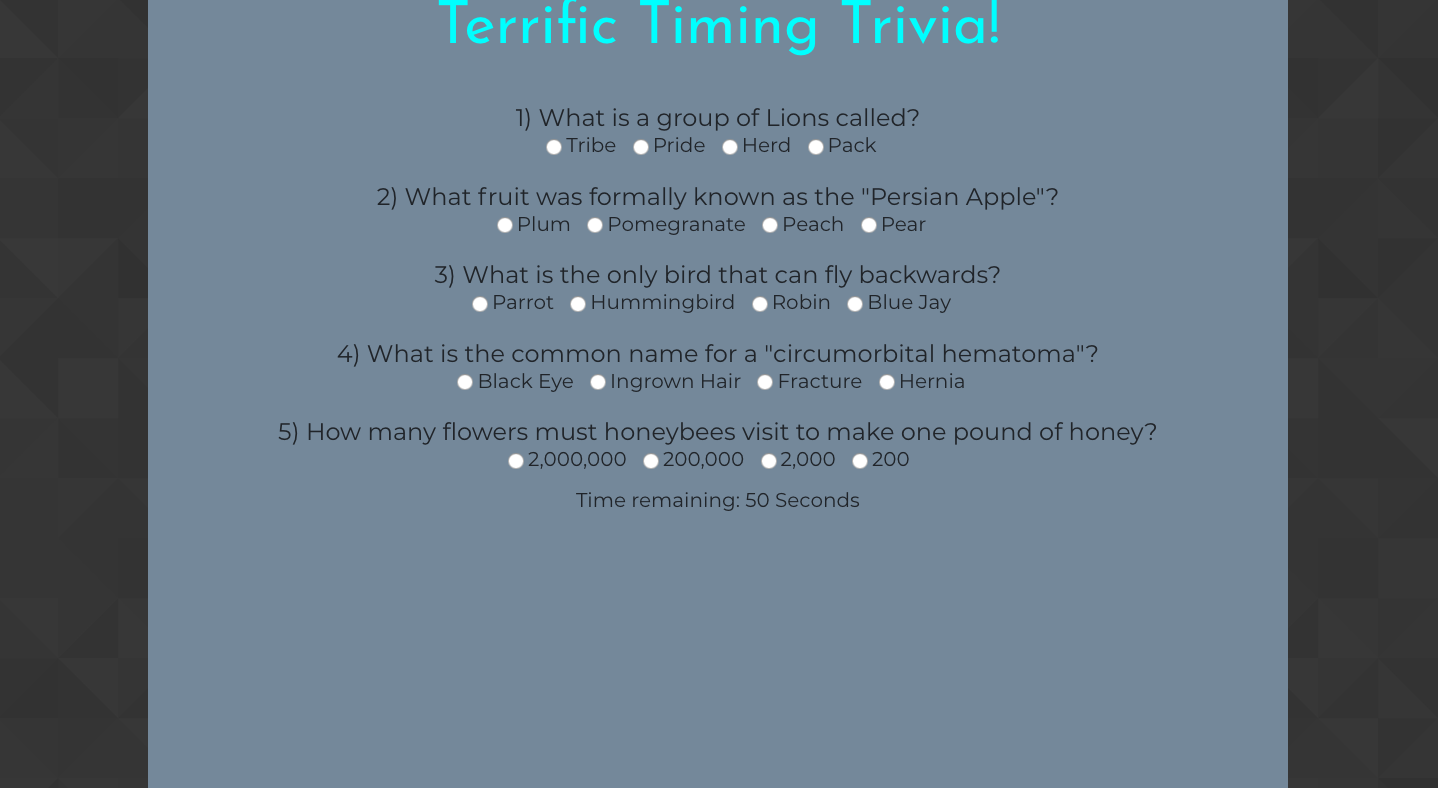 Terrific Timing Trivia!
1) What is a group of Lions called?
Tribe Pride Herd Pack
2) What fruit was formally known as the "Persian Apple"?
Plum Pomegranate Peach Pear
3) What is the only bird that can fly backwards?
Parrot Hummingbird Robin Blue Jay
4) What is the common name for a "circumorbital hematoma"?
Black Eye Ingrown Hair Fracture Hernia
5) How many flowers must honeybees visit to make one pound of honey?
2,000,000 200,000 2,000 200
Time remaining: 50 Seconds